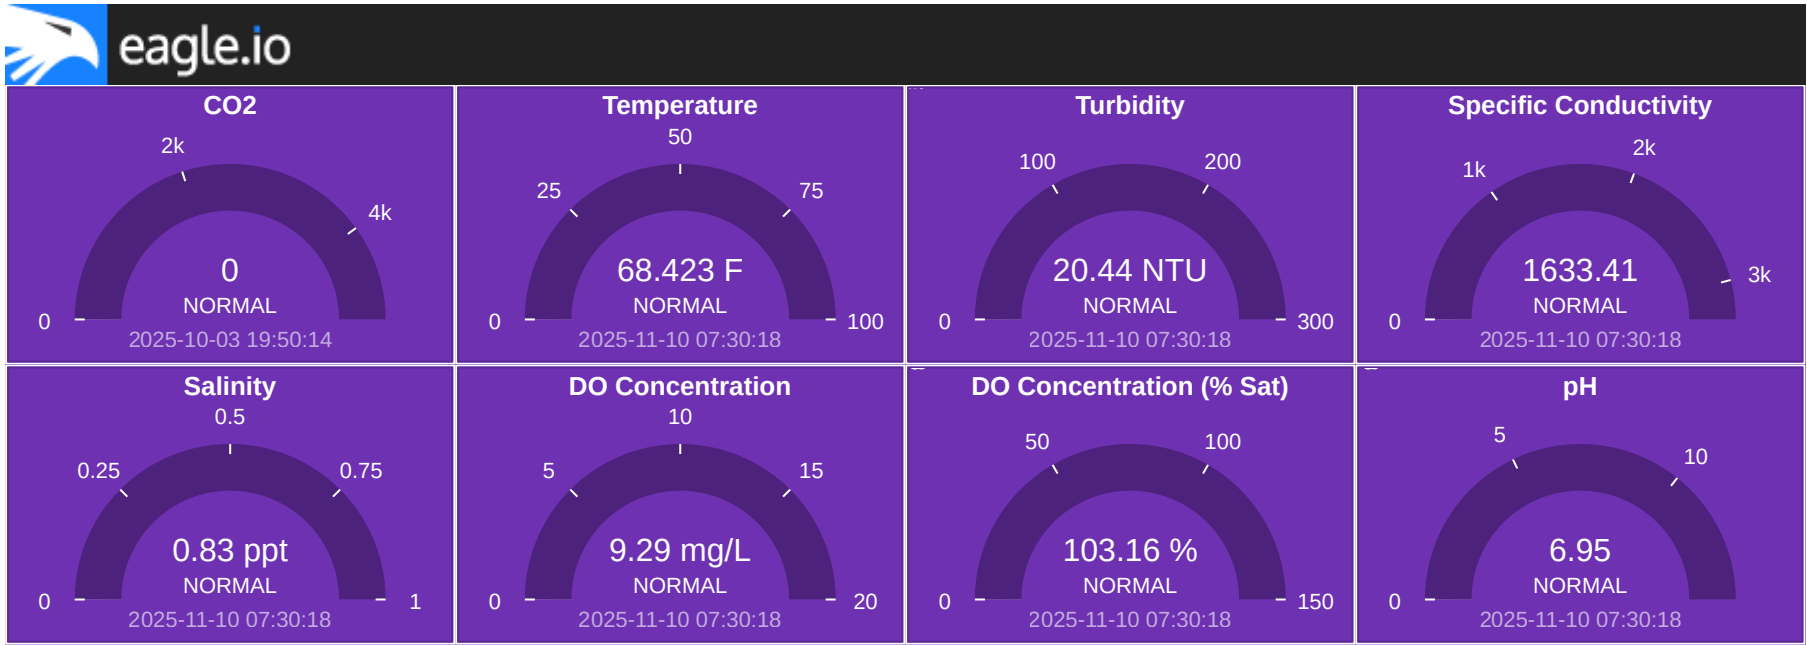 eagle.io
CO2
2k
4k
0
NORMAL
0
2025-10-03 19:50:14
Temperature
50
25
75
68.423 F
NORMAL
0
100
2025-11-10 07:30:18
Turbidity
100
200
20.44 NTU
NORMAL
0
300
2025-11-10 07:30:18
Specific Conductivity
2k
1k
1633.41
3k
NORMAL
0
2025-11-10 07:30:18
Salinity
0.5
0.25
0.75
0.83 ppt
NORMAL
0
1
2025-11-10 07:30:18
DO Concentration
10
5
15
9.29 mg/L
NORMAL
0
20
2025-11-10 07:30:18
DO Concentration (% Sat)
50
100
103.16 %
NORMAL
0
150
2025-11-10 07:30:18
pH
5
10
6.95
NORMAL
0
2025-11-10 07:30:18